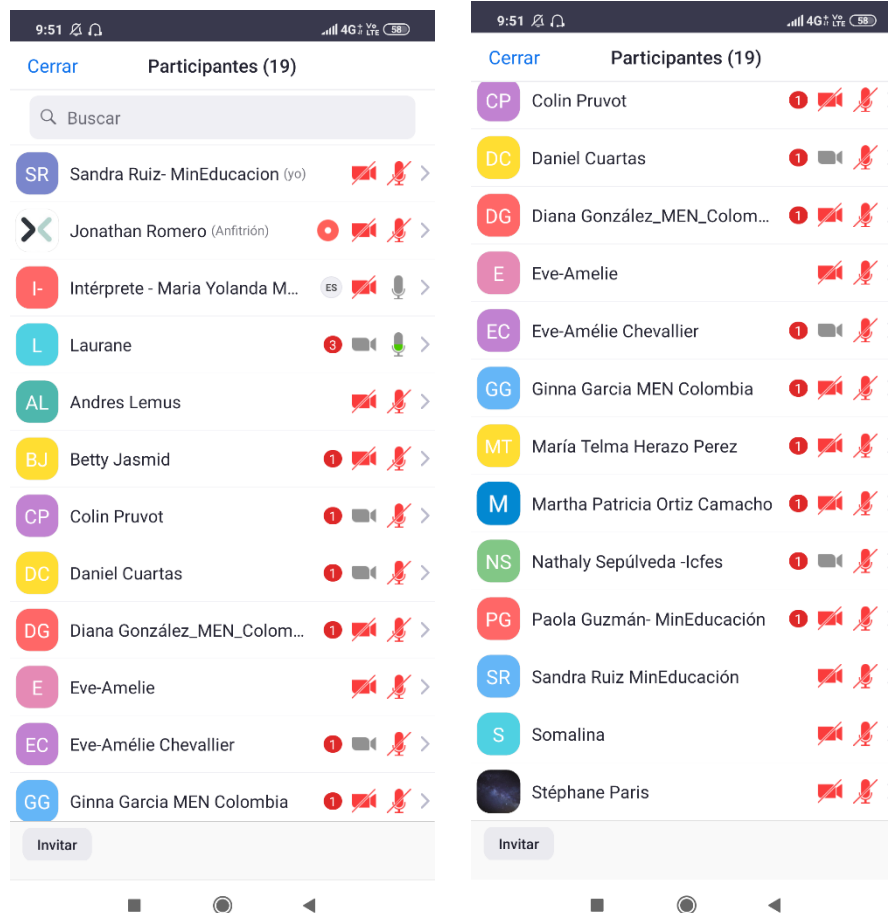 9:51 4G+ Vo LTE 58
Cerrar Participantes (19)
Buscar
SR Sandra Ruiz- MinEducacion (yo)
Jonathan Romero (Anfitrión)
I- Intérprete - Maria Yolanda M... ES
L Laurane 3
AL Andres Lemus
BJ Betty Jasmid 1
CP Colin Pruvot 1
DC Daniel Cuartas 1
DG Diana González_MEN_Colom... 1
E Eve-Amelie
EC Eve-Amélie Chevallier 1
GG Ginna Garcia MEN Colombia 1
Invitar
9:51 4G+ Vo LTE 58
Cerrar Participantes (19)
CP Colin Pruvot 1
DC Daniel Cuartas 1
DG Diana González_MEN_Colom... 1
E Eve-Amelie
EC Eve-Amélie Chevallier 1
GG Ginna Garcia MEN Colombia 1
MT María Telma Herazo Perez 1
M Martha Patricia Ortiz Camacho 1
NS Nathaly Sepúlveda -Icfes 1
PG Paola Guzmán- MinEducación 1
SR Sandra Ruiz MinEducación
S Somalina
Stéphane Paris
Invitar